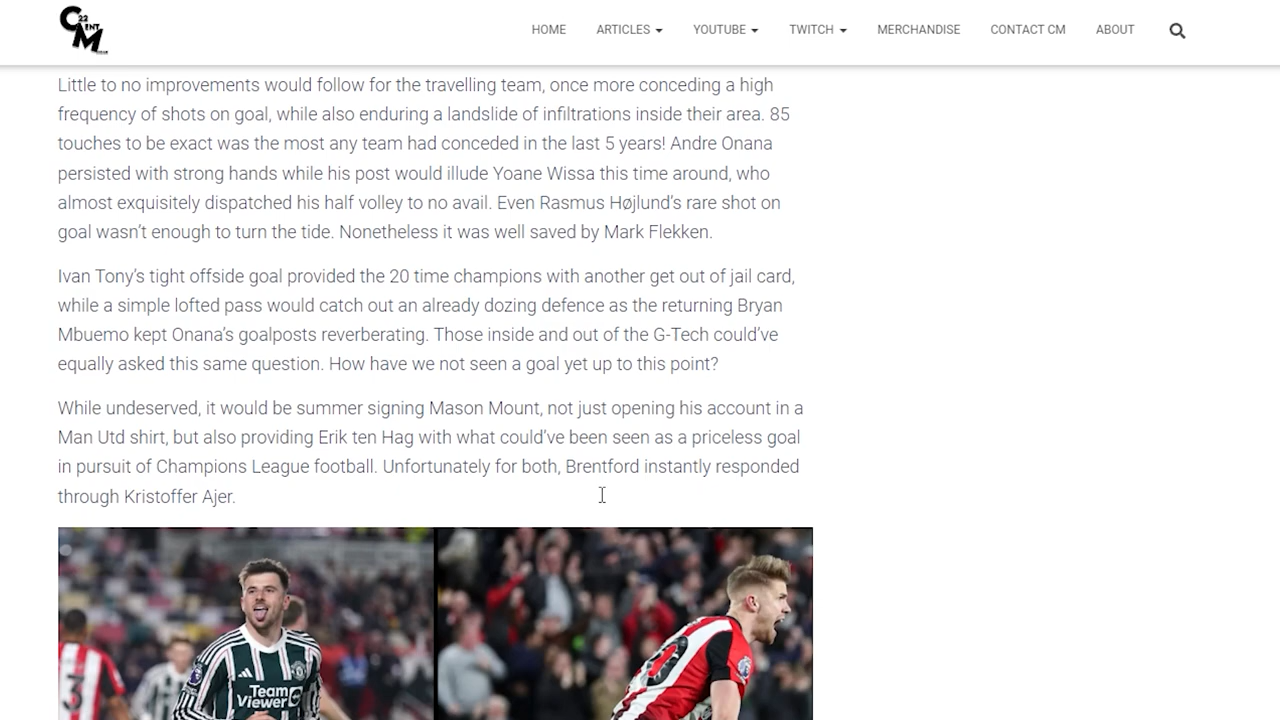 C22
ENT
M.CO.UK
HOME
ARTICLES
YOUTUBE
TWITCH
MERCHANDISE
CONTACT CM
ABOUT
Little to no improvements would follow for the travelling team, once more conceding a high
frequency of shots on goal, while also enduring a landslide of infiltrations inside their area. 85
touches to be exact was the most any team had conceded in the last 5 years! Andre Onana
persisted with strong hands while his post would illude Yoane Wissa this time around, who
almost exquisitely dispatched his half volley to no avail. Even Rasmus Højlund’s rare shot on
goal wasn’t enough to turn the tide. Nonetheless it was well saved by Mark Flekken.
Ivan Tony’s tight offside goal provided the 20 time champions with another get out of jail card,
while a simple lofted pass would catch out an already dozing defence as the returning Bryan
Mbuemo kept Onana’s goalposts reverberating. Those inside and out of the G-Tech could’ve
equally asked this same question. How have we not seen a goal yet up to this point?
While undeserved, it would be summer signing Mason Mount, not just opening his account in a
Man Utd shirt, but also providing Erik ten Hag with what could’ve been seen as a priceless goal
in pursuit of Champions League football. Unfortunately for both, Brentford instantly responded
through Kristoffer Ajer.
3
Team
Viewer
20